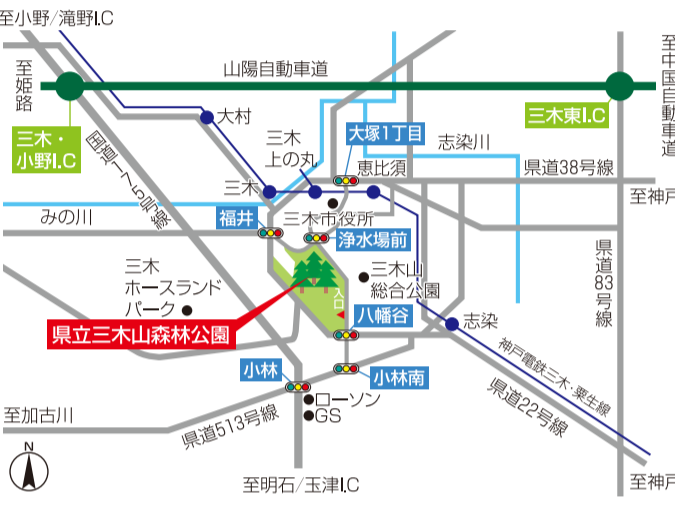 至小野/滝野I.C
山陽自動車道
至姫路
至中国自動車道
三木・
小野I.C
三木東I.C
大村
国道175号線
三木
上の丸
大塚1丁目
恵比須
志染川
県道38号線
至神戸
三木
みの川
福井
三木市役所
浄水場前
三木
ホースランド
パーク
三木山
総合公園
入口
県道83号線
県立三木山森林公園
八幡谷
志染
神戸電鉄三木・粟生線
小林
小林南
ローソン
GS
県道22号線
至加古川
県道513号線
N
至明石/玉津I.C
至神戸